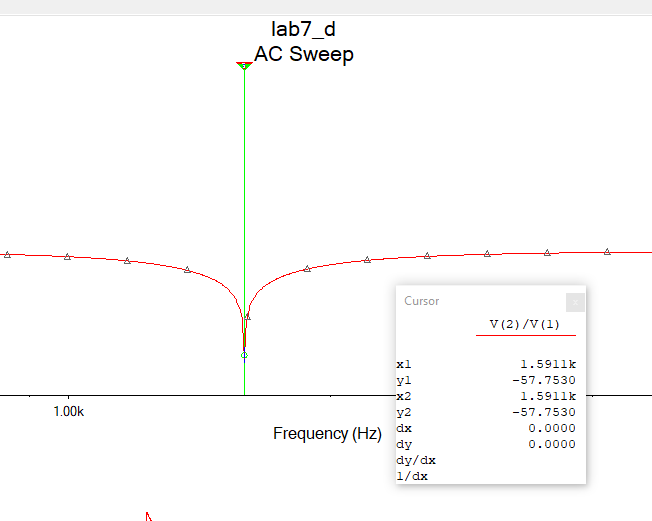 lab7_d
AC Sweep
1.00k
Frequency (Hz)
Cursor
V(2)/V(1)
x1 1.5911k
y1 -57.7530
x2 1.5911k
y2 -57.7530
dx 0.0000
dy 0.0000
dy/dx
1/dx